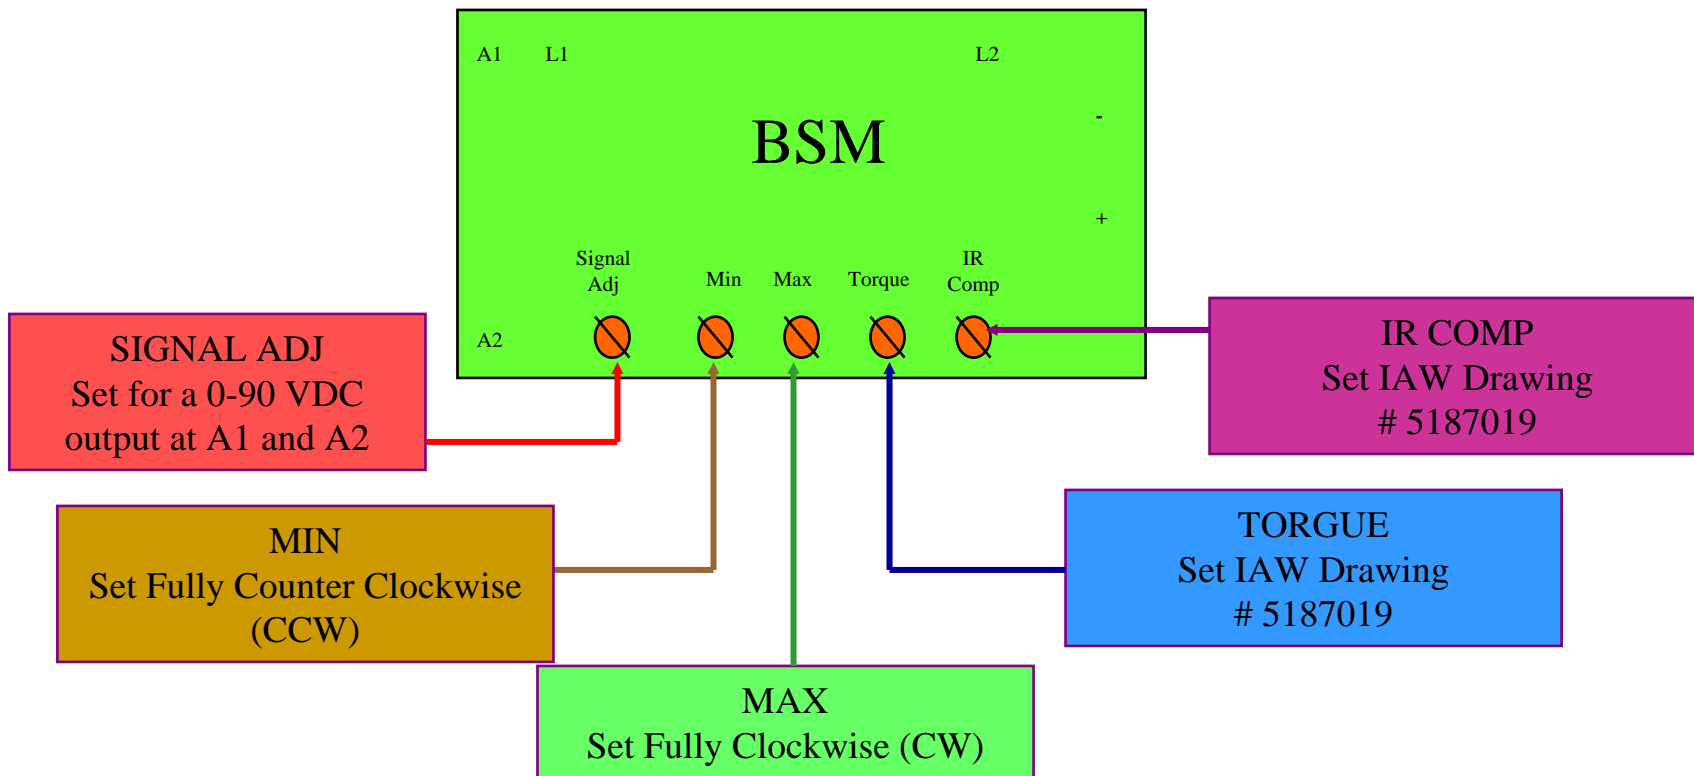 A1 L1 L2
BSM
-
+
Signal
Adj
Min Max Torque
IR
Comp
A2
SIGNAL ADJ
Set for a 0-90 VDC
output at A1 and A2
IR COMP
Set IAW Drawing
# 5187019
MIN
Set Fully Counter Clockwise
(CCW)
TORGUE
Set IAW Drawing
# 5187019
MAX
Set Fully Clockwise (CW)